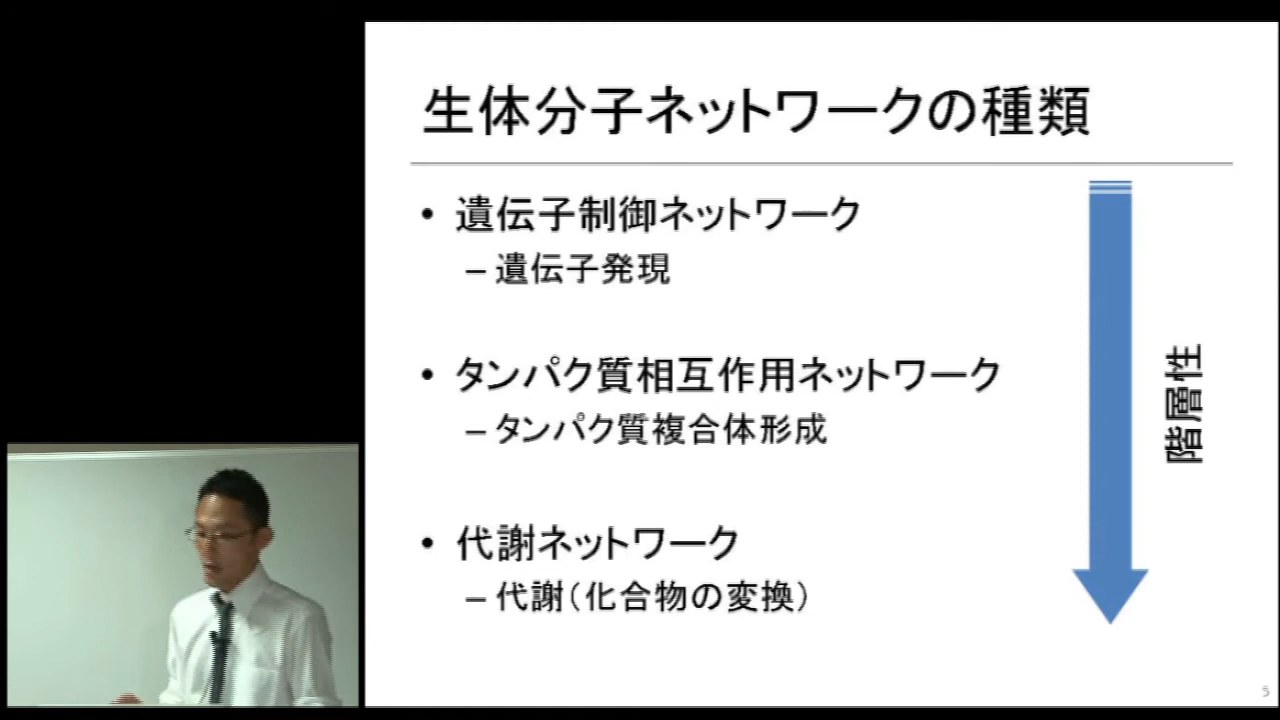 生体分子ネットワークの種類
• 遺伝子制御ネットワーク
– 遺伝子発現
• タンパク質相互作用ネットワーク
– タンパク質複合体形成
• 代謝ネットワーク
– 代謝(化合物の変換)
階層性
5